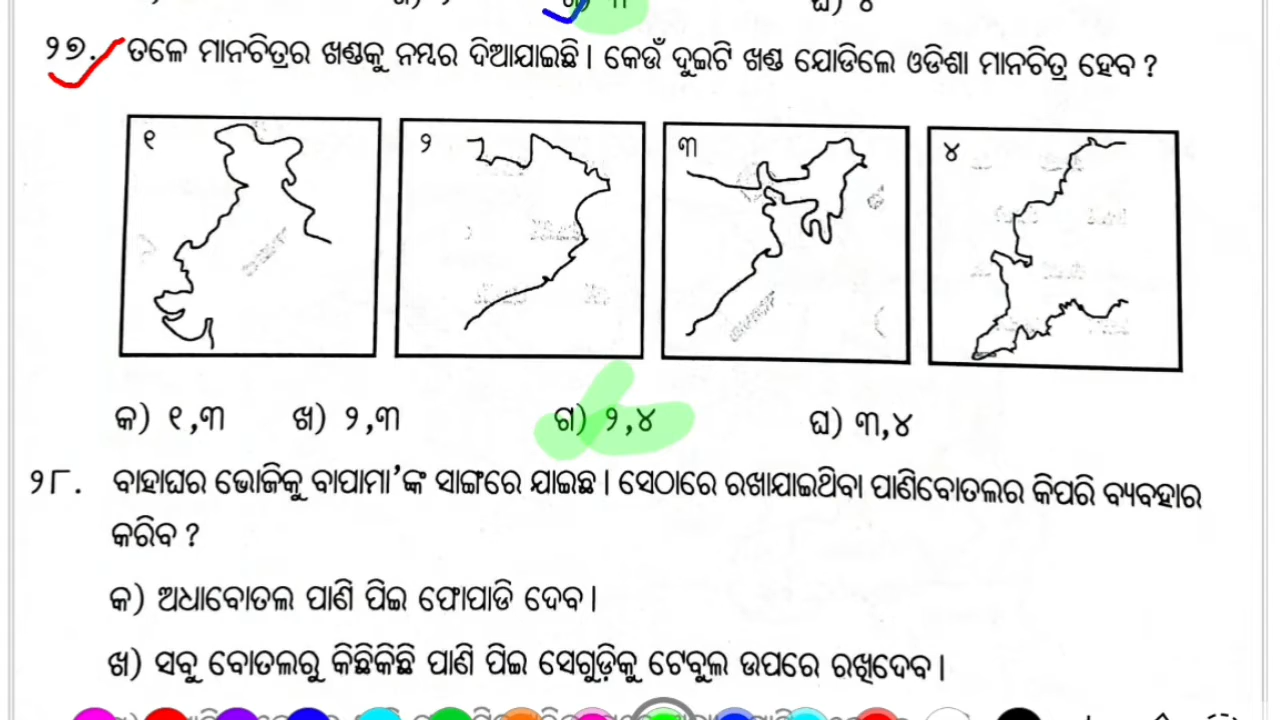 ୨୭. ତଳେ ମାନଚିତ୍ରର ଖଣ୍ଡକୁ ନମ୍ବର ଦିଆଯାଇଛି। କେଉଁ ଦୁଇଟି ଖଣ୍ଡ ଯୋଡିଲେ ଓଡିଶା ମାନଚିତ୍ର ହେବ ?
୧ ୨ ୩ ୪
କ) ୧,୩ ଖ) ୨,୩ ଗ) ୨,୪ ଘ) ୩,୪
୨୮. ବାହାଘର ଭୋଜିକୁ ବାପାମା’ଙ୍କ ସାଙ୍ଗରେ ଯାଇଛ। ସେଠାରେ ରଖାଯାଇଥିବା ପାଣିବୋତଲର କିପରି ବ୍ୟବହାର
କରିବ ?
କ) ଅଧାବୋତଲ ପାଣି ପିଇ ଫୋପାଡି ଦେବ।
ଖ) ସବୁ ବୋତଲରୁ କିଛିକିଛି ପାଣି ପିଇ ସେଗୁଡ଼ିକୁ ଟେବୁଲ ଉପରେ ରଖିଦେବ।